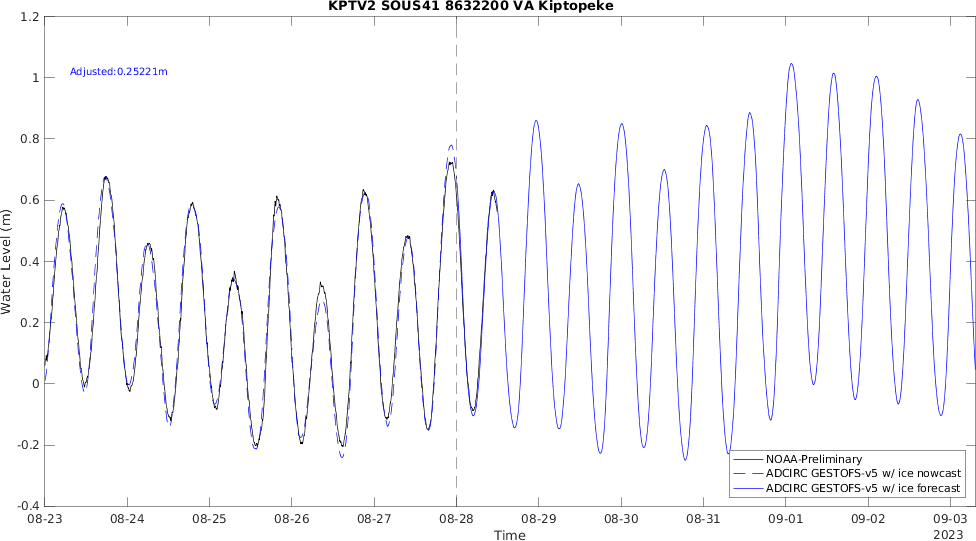 KPTV2 SOUS41 8632200 VA Kiptopeke
Adjusted:0.25221m
Water Level (m)
1.2
1
0.8
0.6
0.4
0.2
0
-0.2
-0.4
NOAA-Preliminary
ADCIRC GESTOFS-v5 w/ ice nowcast
ADCIRC GESTOFS-v5 w/ ice forecast
08-23 08-24 08-25 08-26 08-27 08-28 08-29 08-30 08-31 09-01 09-02 09-03
Time
2023